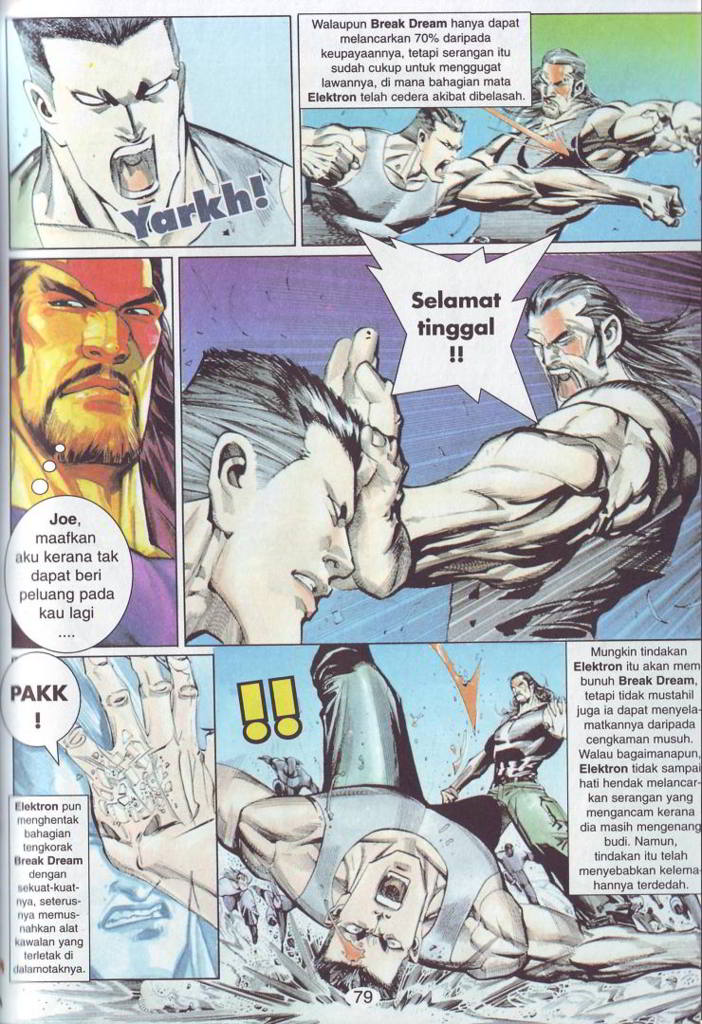 Yarkh!
Walaupun Break Dream hanya dapat
melancarkan 70% daripada
keupayaannya, tetapi serangan itu
sudah cukup untuk menggugat
lawannya, di mana bahagian mata
Elektron telah cedera akibat dibelasah.
Joe,
maafkan
aku kerana tak
dapat beri
peluang pada
kau lagi
....
Selamat
tinggal
!!
PAKK
!
Elektron pun
menghentak
bahagian
tengkorak
Break Dream
dengan
sekuat-kuat-
nya, seterus-
nya memus-
nahkan alat
kawalan yang
terletak di
dalamotaknya.
!!
Mungkin tindakan
Elektron itu akan mem
bunuh Break Dream,
tetapi tidak mustahil
juga ia dapat menyela-
matkannya daripada
cengkaman musuh.
Walau bagaimanapun,
Elektron tidak sampai
hati hendak melancar-
kan serangan yang
mengancam kerana
dia masih mengenang
budi. Namun,
tindakan itu telah
menyebabkan kelema-
hannya terdedah.
79